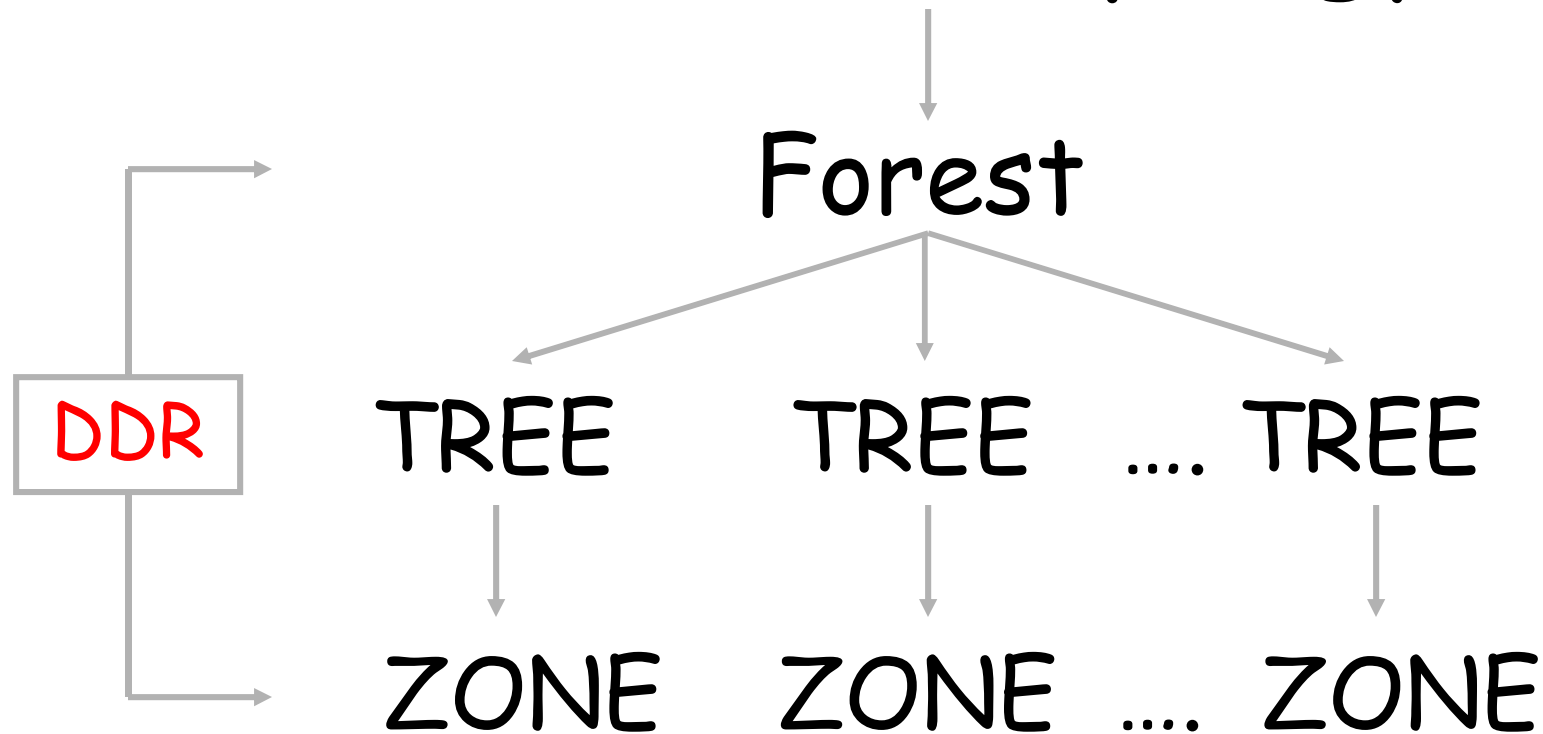 Forest
DDR TREE TREE .... TREE
ZONE ZONE .... ZONE